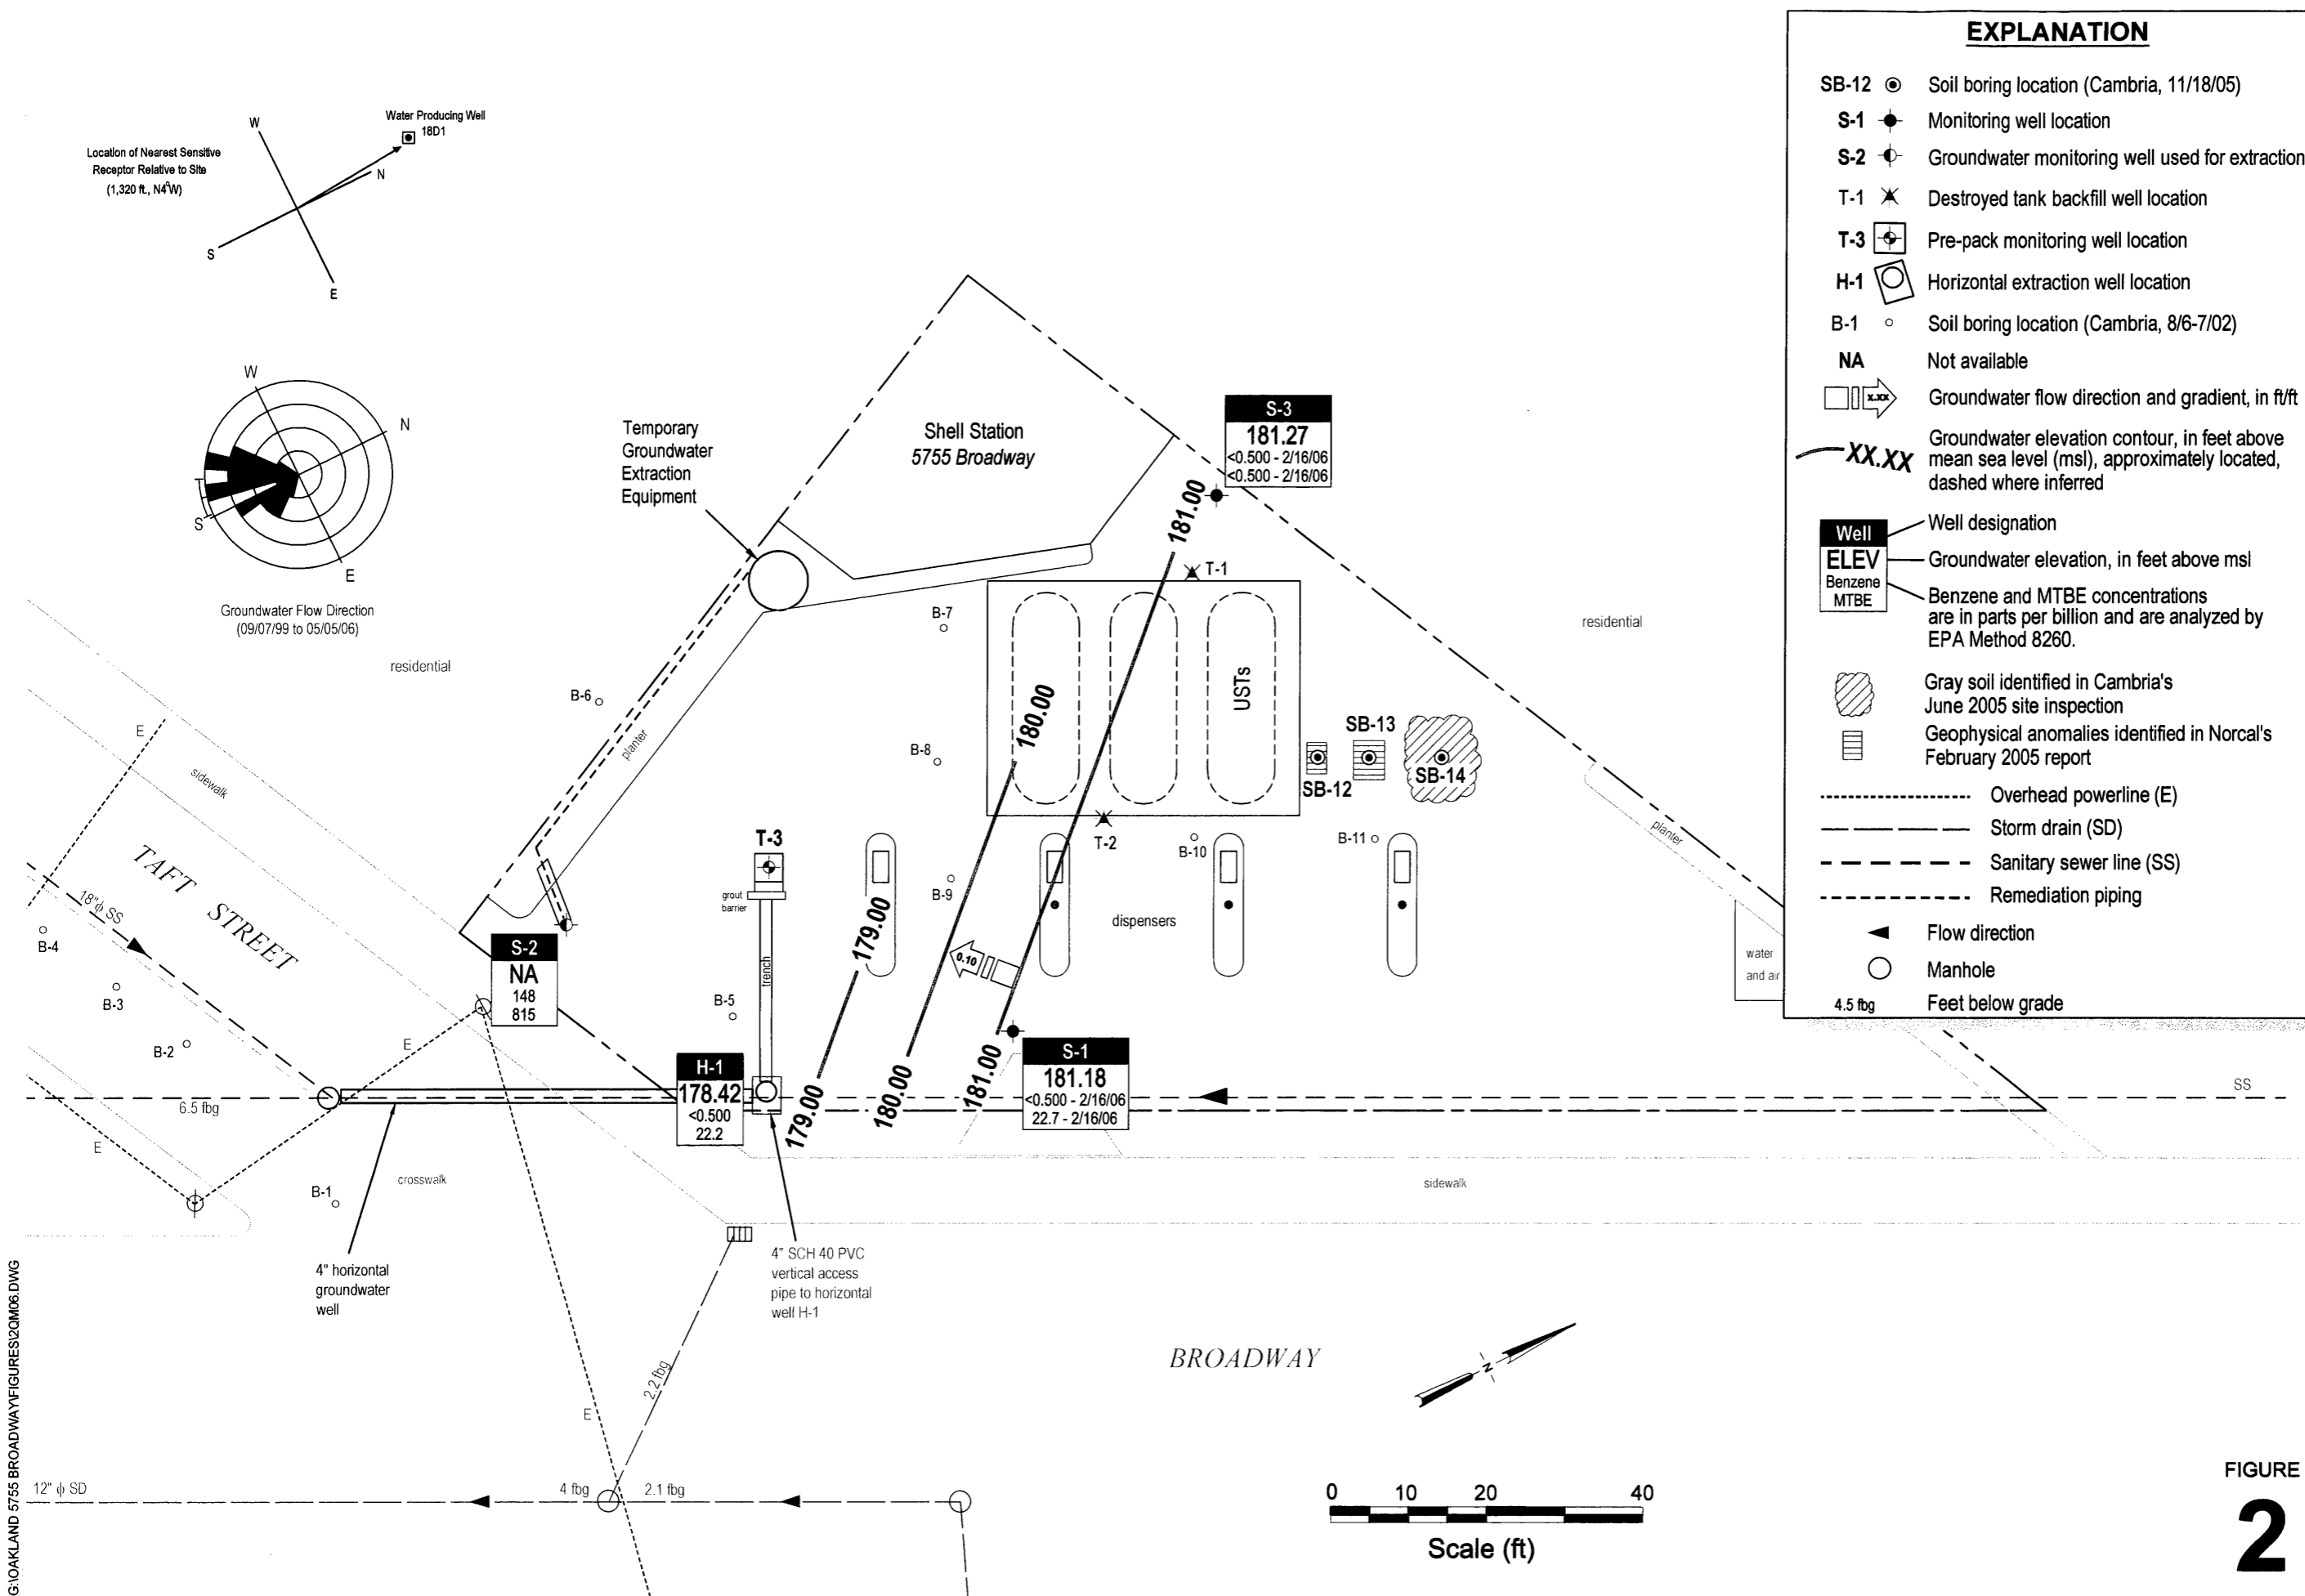 EXPLANATION
SB-12 Soil boring location (Cambria, 11/18/05)
S-1 Monitoring well location
S-2 Groundwater monitoring well used for extraction
T-1 Destroyed tank backfill well location
T-3 Pre-pack monitoring well location
H-1 Horizontal extraction well location
B-1 Soil boring location (Cambria, 8/6-7/02)
NA Not available
x.xx Groundwater flow direction and gradient, in ft/ft
XX.XX Groundwater elevation contour, in feet above
mean sea level (msl), approximately located,
dashed where inferred
Well Well designation
ELEV Groundwater elevation, in feet above msl
Benzene
MTBE
Benzene and MTBE concentrations
are in parts per billion and are analyzed by
EPA Method 8260.
Gray soil identified in Cambria's
June 2005 site inspection
Geophysical anomalies identified in Norcal's
February 2005 report
Overhead powerline (E)
Storm drain (SD)
Sanitary sewer line (SS)
Remediation piping
Flow direction
Manhole
4.5 fbg Feet below grade
W
Water Producing Well
18D1
Location of Nearest Sensitive
Receptor Relative to Site
(1,320 ft., N4°W)
N
S
E
W
N
S
E
Groundwater Flow Direction
(09/07/99 to 05/05/06)
Temporary
Groundwater
Extraction
Equipment
Shell Station
5755 Broadway
S-3
181.27
<0.500 - 2/16/06
<0.500 - 2/16/06
181.00
T-1
B-7
residential
residential
B-6
planter
180.00
USTs
B-8
SB-13
SB-12
SB-14
E
sidewalk
TAFT STREET
18"ϕ SS
T-3
grout
barrier
trench
B-9
T-2
B-10
B-11
planter
dispensers
179.00
0.10
water
and air
B-4
B-3
B-2
S-2
NA
148
815
B-5
E
H-1
178.42
<0.500
22.2
179.00
180.00
181.00
S-1
181.18
<0.500 - 2/16/06
22.7 - 2/16/06
SS
6.5 fbg
E
B-1
crosswalk
sidewalk
4" horizontal
groundwater
well
4" SCH 40 PVC
vertical access
pipe to horizontal
well H-1
2.2 fbg
E
BROADWAY
N
12" ϕ SD
4 fbg
2.1 fbg
0 10 20 40
Scale (ft)
FIGURE
2
G:\OAKLAND 5755 BROADWAY\FIGURES\2QM06.DWG